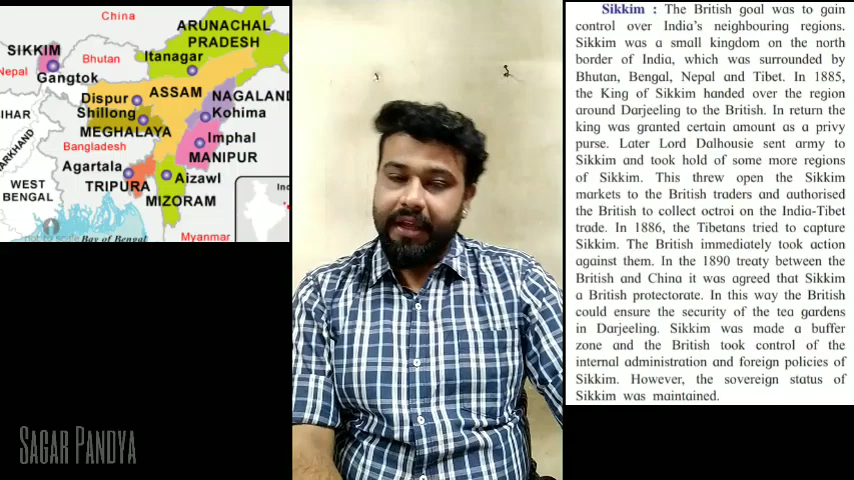 China
ARUNACHAL
PRADESH
SIKKIM
Bhutan
Itanagar
Nepal
Gangtok
ASSAM
NAGALAND
Dispur
Shillong
Kohima
IHAR
MEGHALAYA
Imphal
Bangladesh
MANIPUR
ARKHAND
Agartala
Aizawl
WEST
BENGAL
TRIPURA
MIZORAM
Ind
not to scale
Bay of Bengal
Myanmar
Sikkim : The British goal was to gain
control over India's neighbouring regions.
Sikkim was a small kingdom on the north
border of India, which was surrounded by
Bhutan, Bengal, Nepal and Tibet. In 1885,
the King of Sikkim handed over the region
around Darjeeling to the British. In return the
king was granted certain amount as a privy
purse. Later Lord Dalhousie sent army to
Sikkim and took hold of some more regions
of Sikkim. This threw open the Sikkim
markets to the British traders and authorised
the British to collect octroi on the India-Tibet
trade. In 1886, the Tibetans tried to capture
Sikkim. The British immediately took action
against them. In the 1890 treaty between the
British and China it was agreed that Sikkim
a British protectorate. In this way the British
could ensure the security of the tea gardens
in Darjeeling. Sikkim was made a buffer
zone and the British took control of the
internal administration and foreign policies of
Sikkim. However, the sovereign status of
Sikkim was maintained.
SAGAR PANDYA